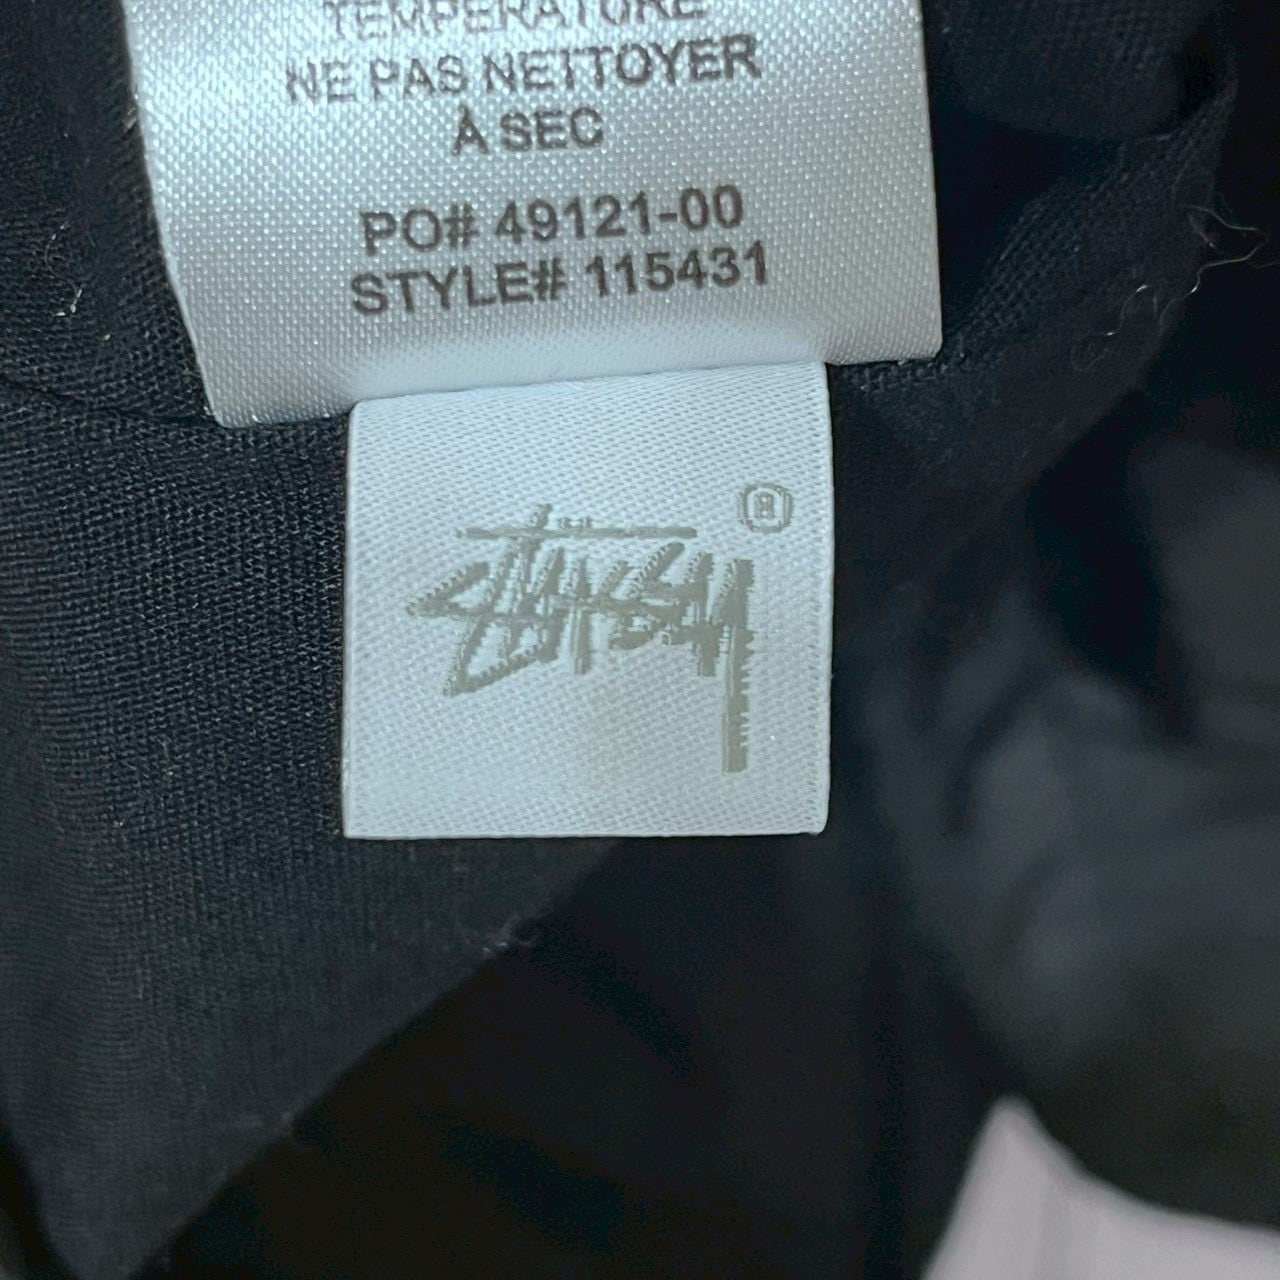 TEMPERATURE
NE PAS NETTOYER
À SEC
PO# 49121-00
STYLE# 115431
®
Stüssy